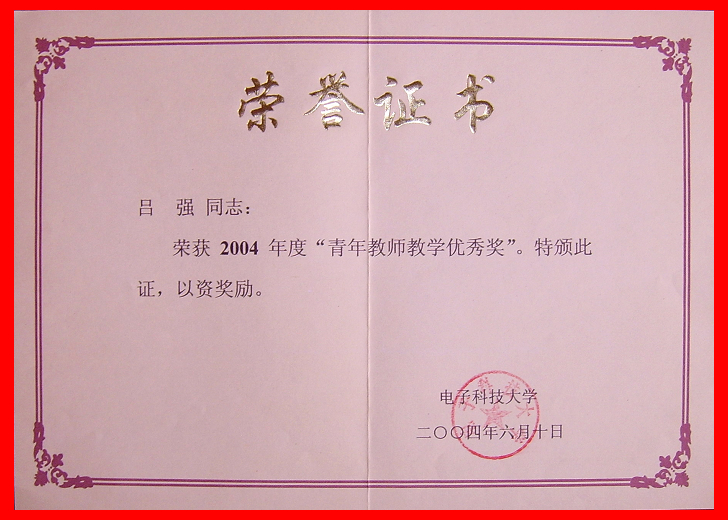 荣誉证书
吕 强 同志：
荣获 2004 年度“青年教师教学优秀奖”。特颁此
证，以资奖励。
电子科技大学
二〇〇四年六月十日